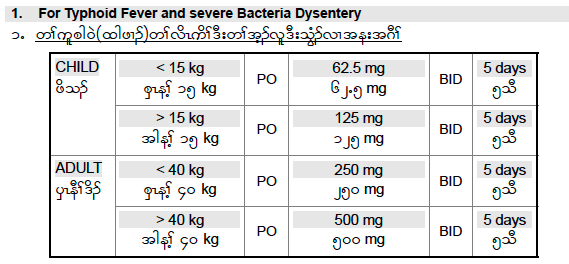 1. For Typhoid Fever and severe Bacteria Dysentery
၁. တၢ်ကူစါဝဲ(ထါဖၢဉ်)တၢ်လိၤကိၢ်ဒီးတၢ်အ့ၣ်လူဒီးသွံၣ်လၢအနးအဂီၢ်
CHILD < 15 kg PO 62.5 mg BID 5 days
ဖိသၣ် စှၤန့ၢ် ၁၅ kg ၆၂.၅ mg ၅သီ
> 15 kg PO 125 mg BID 5 days
အါန့ၢ် ၁၅ kg ၁၂၅ mg ၅သီ
ADULT < 40 kg PO 250 mg BID 5 days
ပှၤနီၢ်ဒိၣ် စှၤန့ၢ် ၄၀ kg ၂၅၀ mg ၅သီ
> 40 kg PO 500 mg BID 5 days
အါန့ၢ် ၄၀ kg ၅၀၀ mg ၅သီ